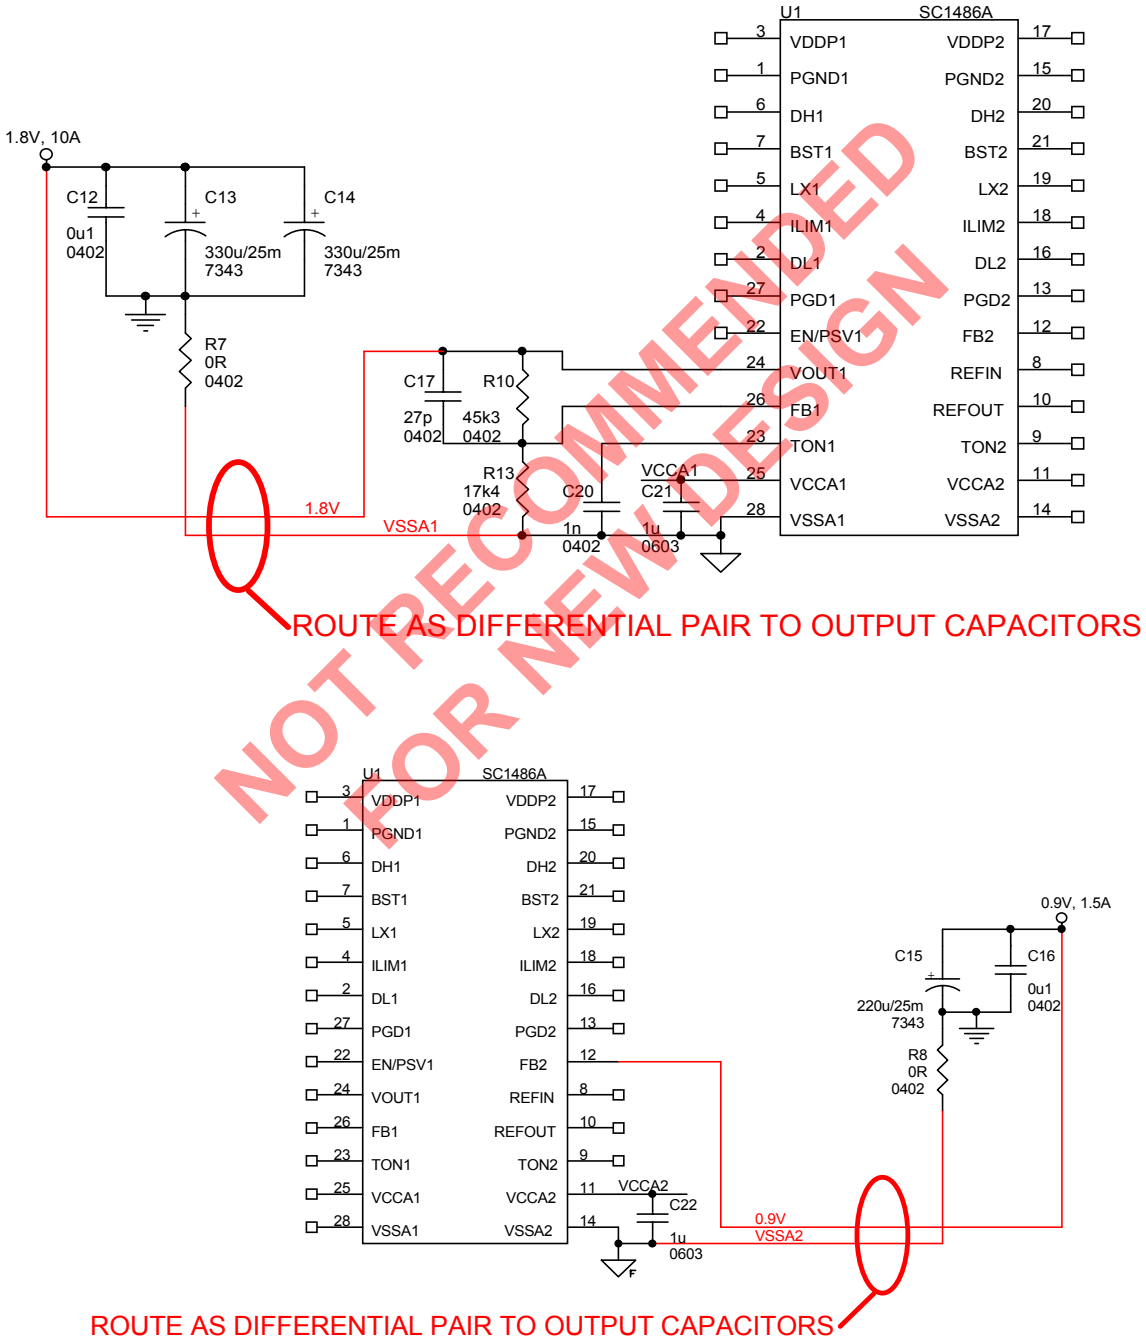 U1 SC1486A
3 VDDP1 VDDP2 17
1 PGND1 PGND2 15
6 DH1 DH2 20
7 BST1 BST2 21
5 LX1 LX2 19
4 ILIM1 ILIM2 18
2 DL1 DL2 16
27 PGD1 PGD2 13
22 EN/PSV1 FB2 12
24 VOUT1 REFIN 8
26 FB1 REFOUT 10
23 TON1 TON2 9
25 VCCA1 VCCA2 11
28 VSSA1 VSSA2 14
1.8V, 10A
C12
0u1
0402
C13
+
330u/25m
7343
C14
+
330u/25m
7343
R7
0R
0402
C17
27p
0402
R10
45k3
0402
R13
17k4
0402
C20
1n
0402
VCCA1
C21
1u
0603
1.8V
VSSA1
ROUTE AS DIFFERENTIAL PAIR TO OUTPUT CAPACITORS
NOT RECOMMENDED
FOR NEW DESIGN
U1 SC1486A
3 VDDP1 VDDP2 17
1 PGND1 PGND2 15
6 DH1 DH2 20
7 BST1 BST2 21
5 LX1 LX2 19
4 ILIM1 ILIM2 18
2 DL1 DL2 16
27 PGD1 PGD2 13
22 EN/PSV1 FB2 12
24 VOUT1 REFIN 8
26 FB1 REFOUT 10
23 TON1 TON2 9
25 VCCA1 VCCA2 11
28 VSSA1 VSSA2 14
0.9V, 1.5A
C15
+
220u/25m
7343
C16
0u1
0402
R8
0R
0402
VCCA2
C22
1u
0603
F
0.9V
VSSA2
ROUTE AS DIFFERENTIAL PAIR TO OUTPUT CAPACITORS